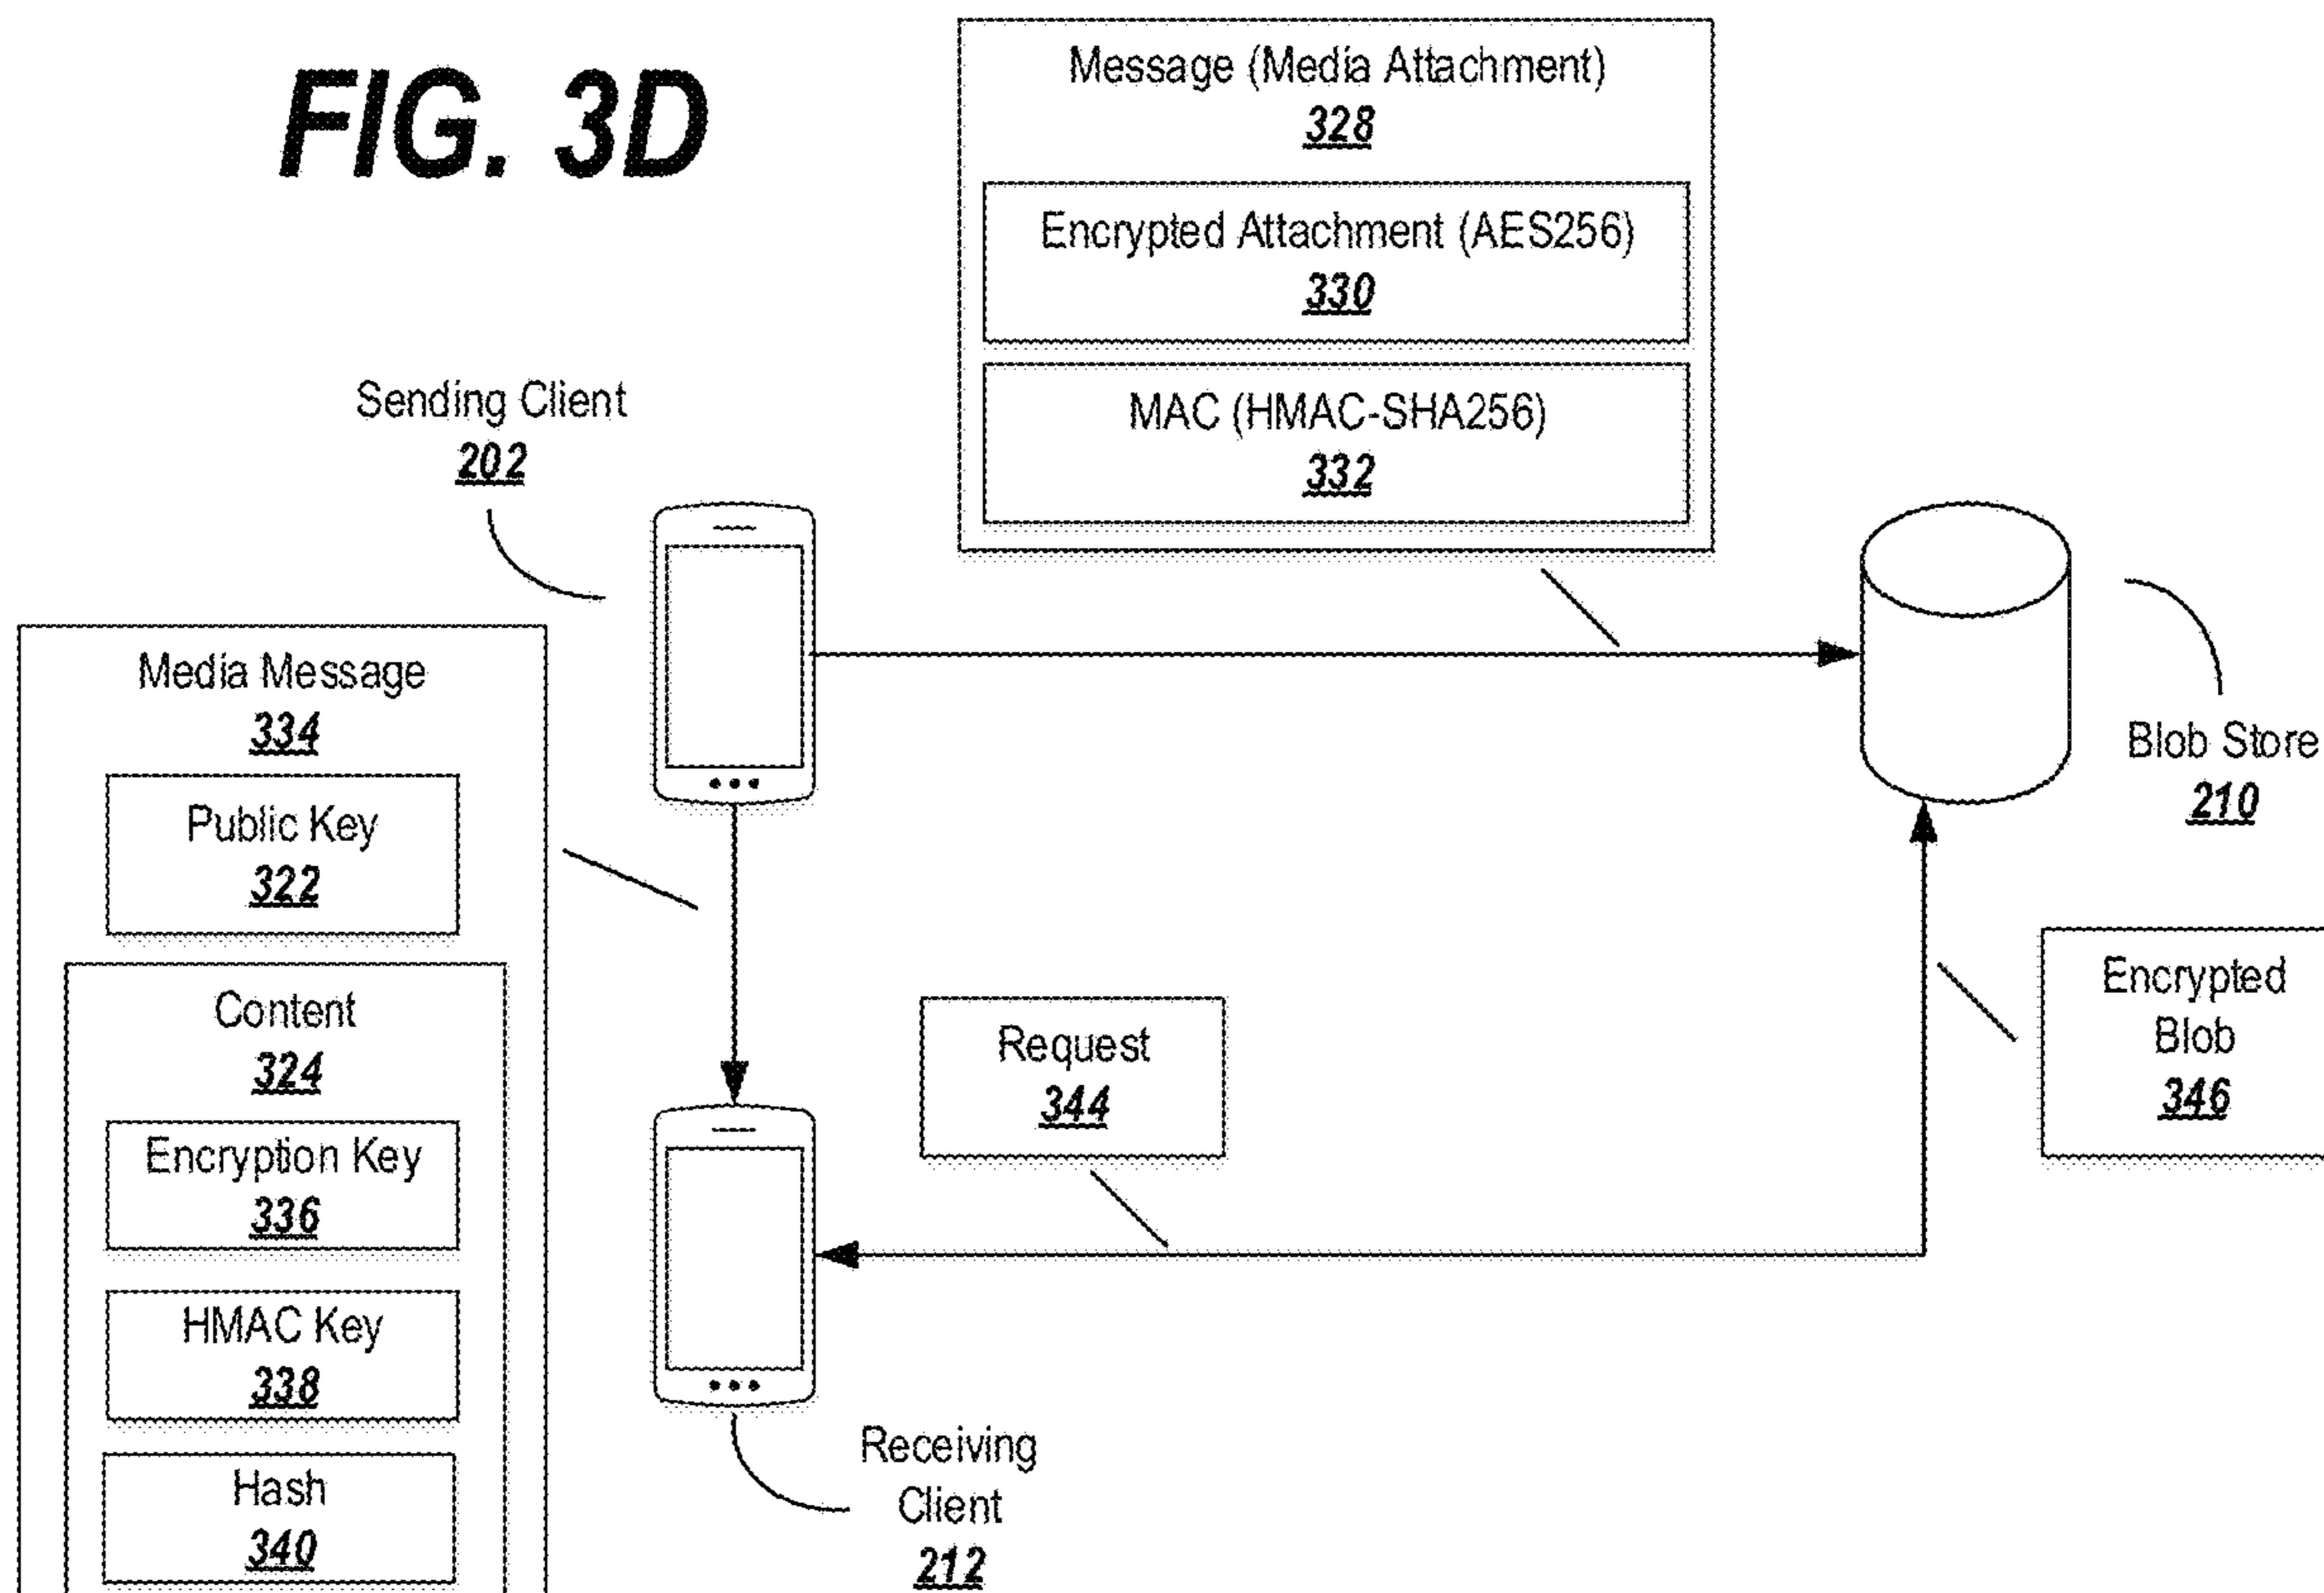 FIG. 3D
Message (Media Attachment)
328
Encrypted Attachment (AES256)
330
MAC (HMAC-SHA256)
332
Sending Client
202
Blob Store
210
Media Message
334
Public Key
322
Content
324
Encryption Key
336
HMAC Key
338
Hash
340
Request
344
Encrypted
Blob
346
Receiving
Client
212